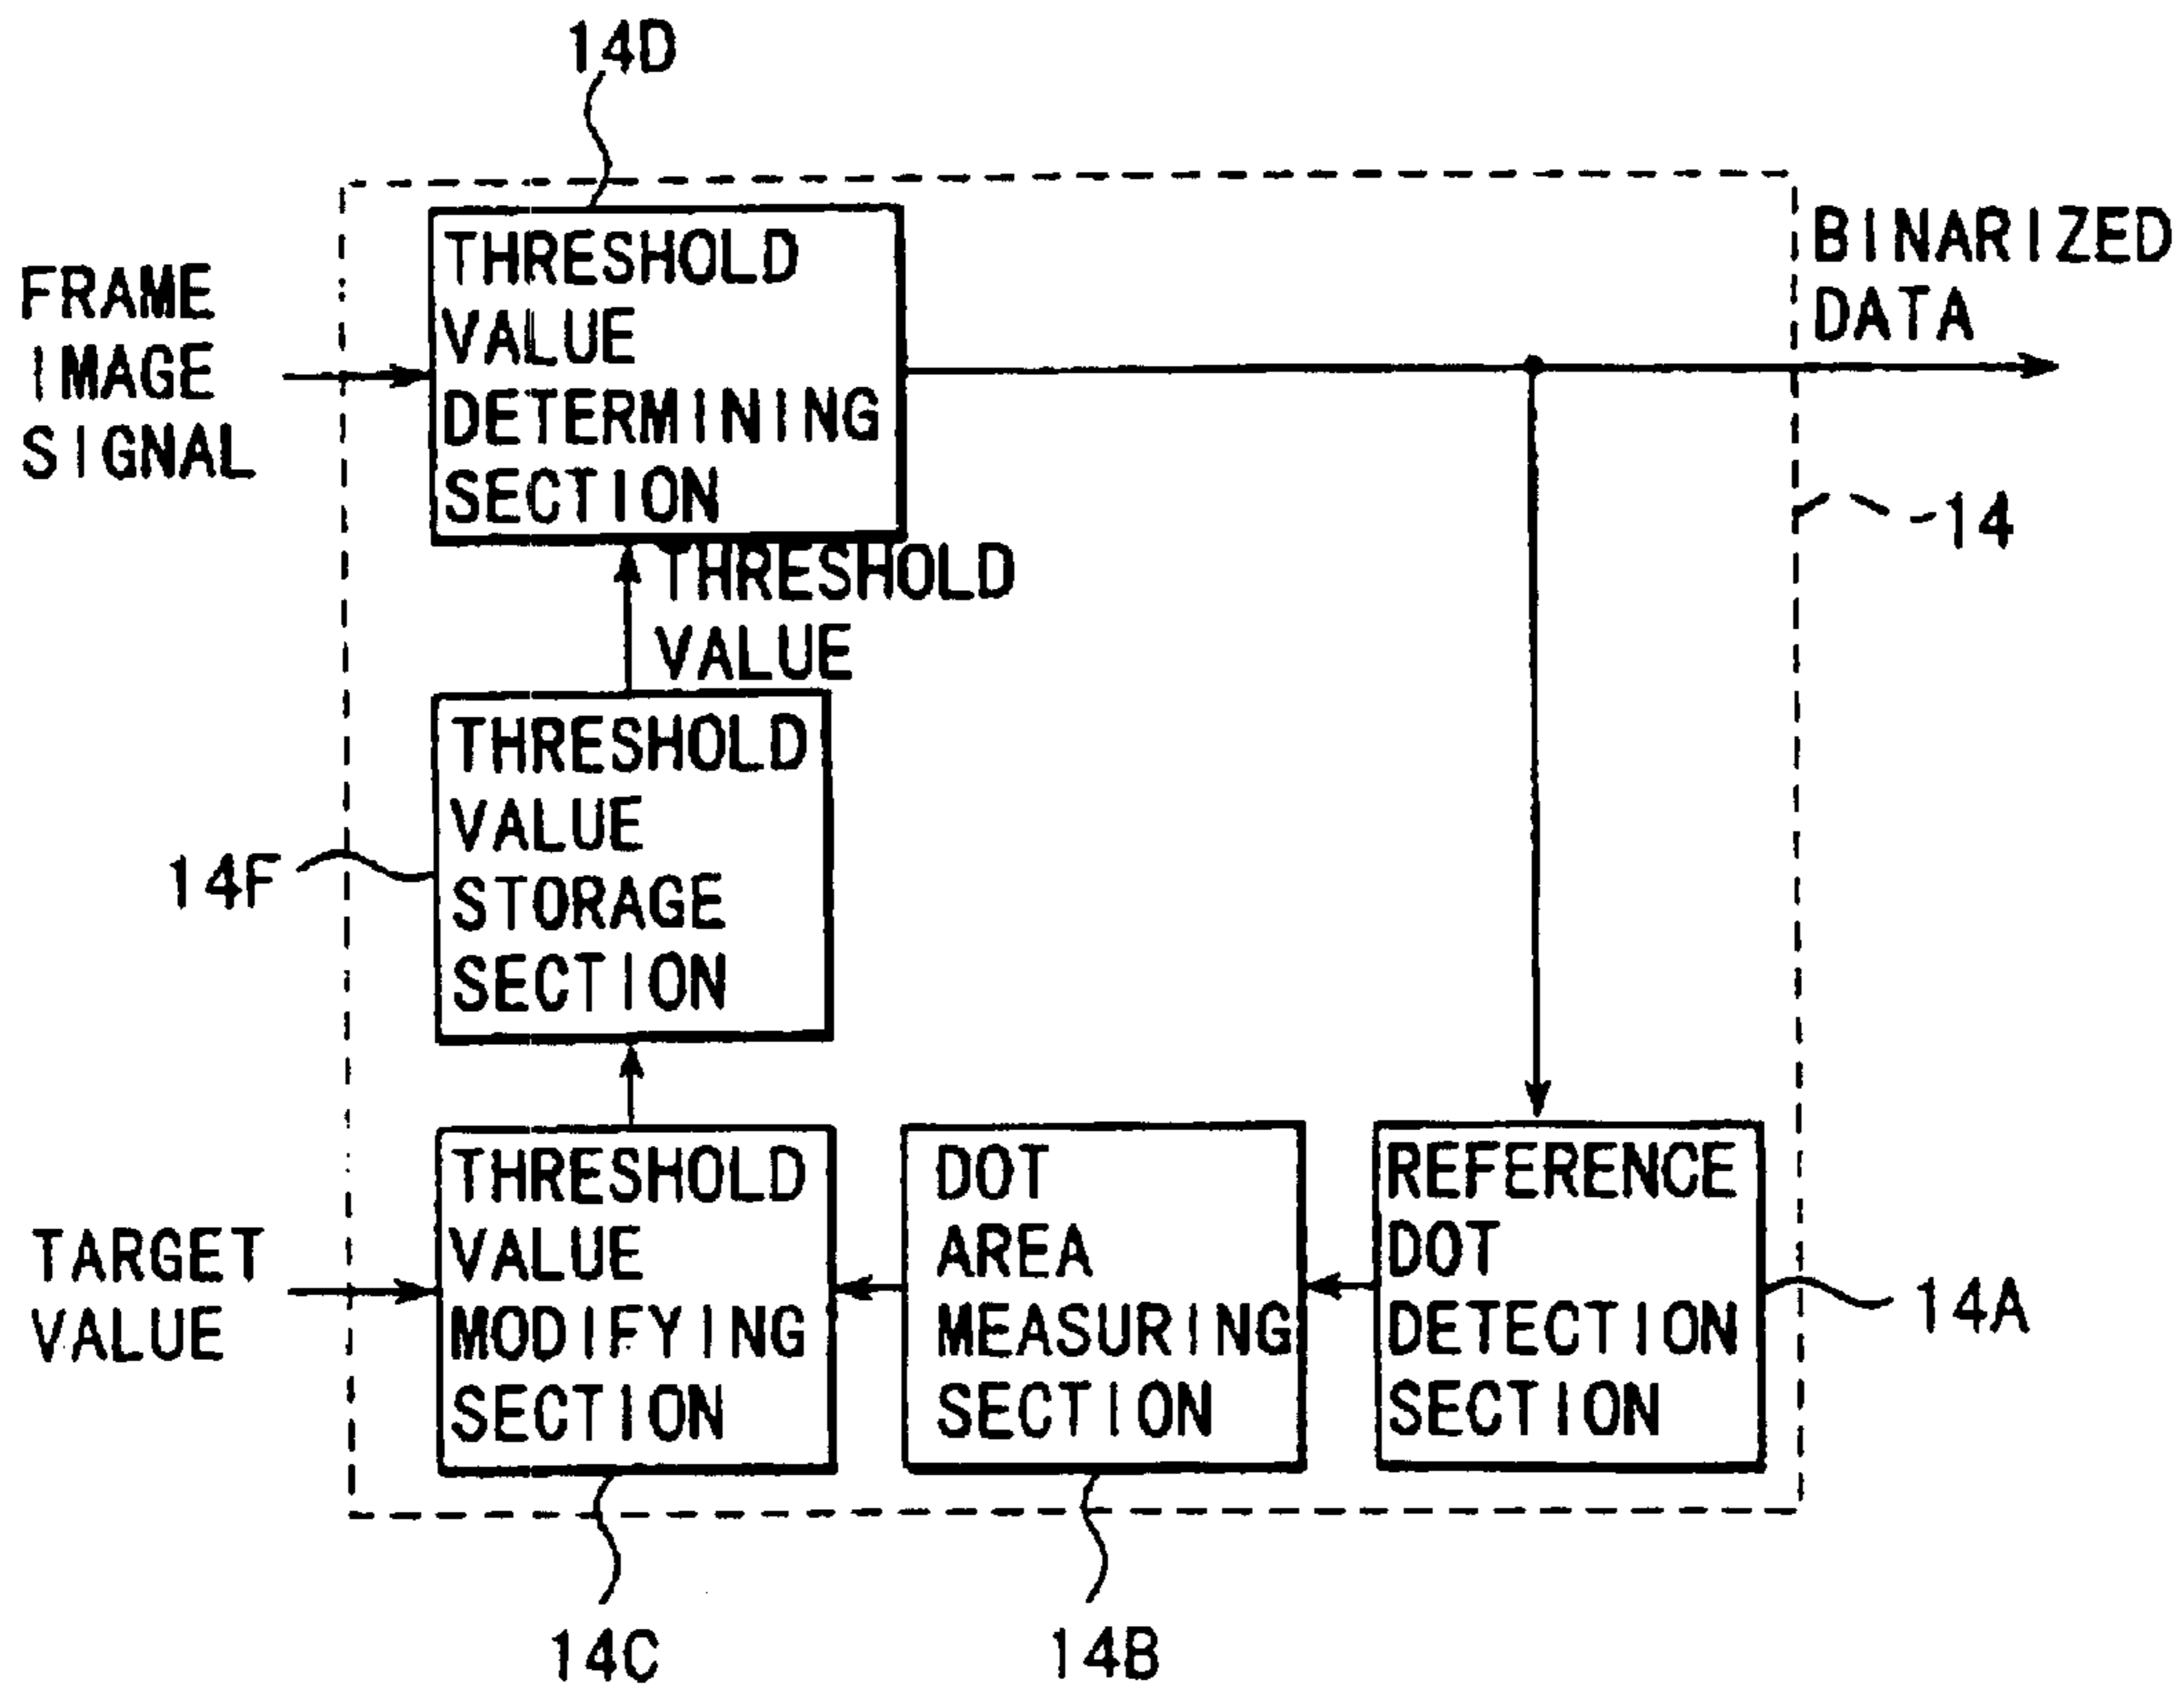 14D
FRAME
IMAGE
SIGNAL
THRESHOLD
VALUE
DETERMINING
SECTION
BINARIZED
DATA
14
THRESHOLD
VALUE
THRESHOLD
VALUE
STORAGE
SECTION
14F
TARGET
VALUE
THRESHOLD
VALUE
MODIFYING
SECTION
DOT
AREA
MEASURING
SECTION
REFERENCE
DOT
DETECTION
SECTION
14A
14C
14B